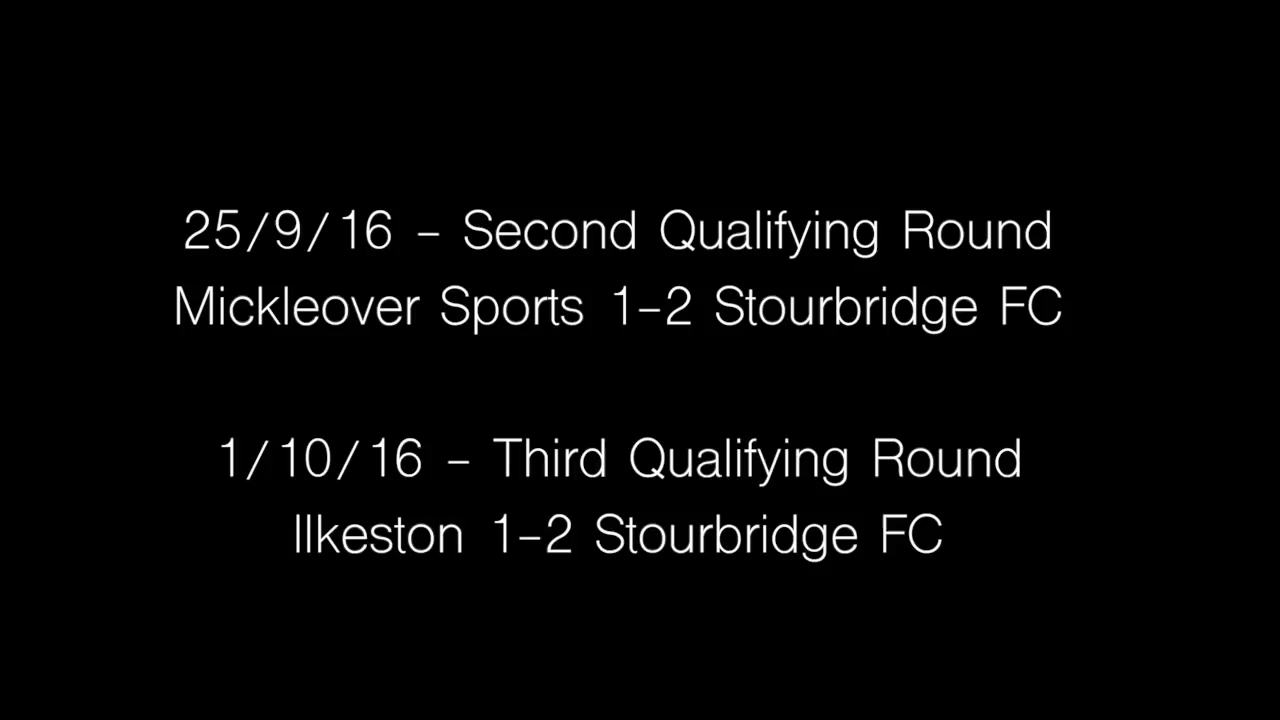 25/9/16 - Second Qualifying Round
Mickleover Sports 1-2 Stourbridge FC
1/10/16 - Third Qualifying Round
Ilkeston 1-2 Stourbridge FC